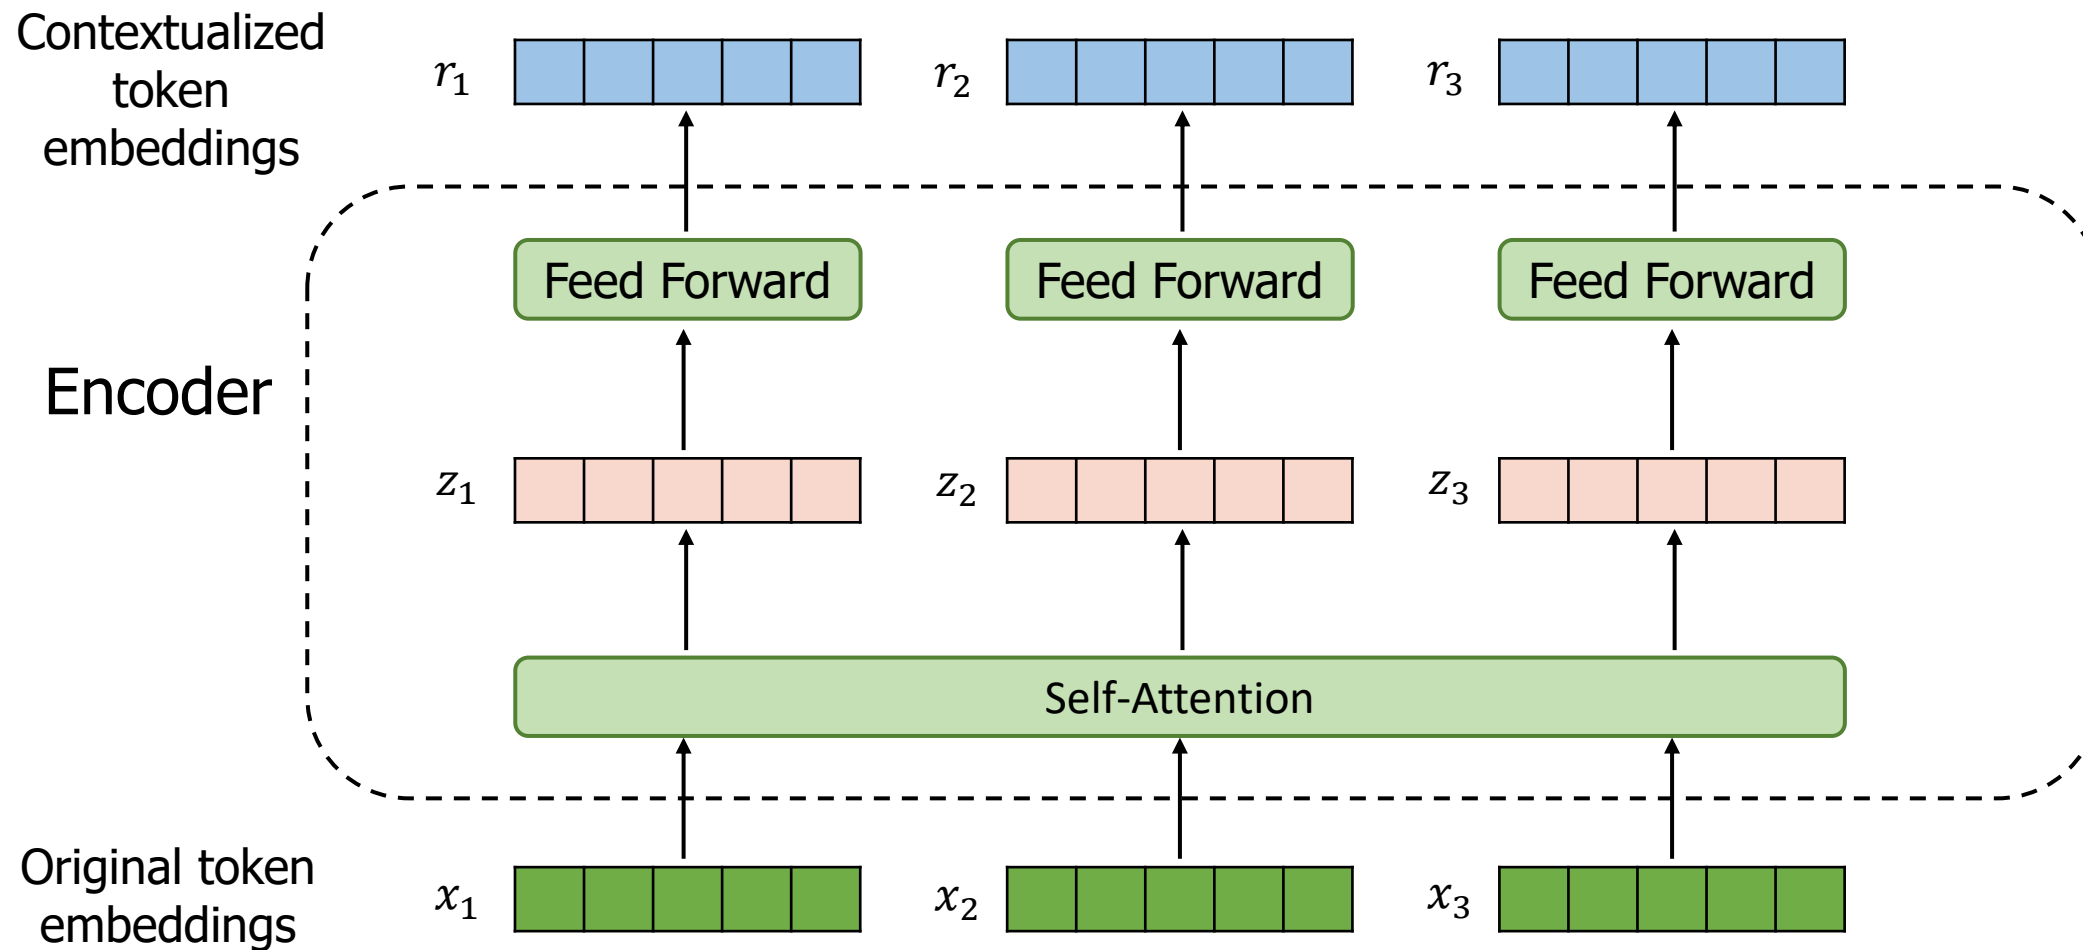 Contextualized
token
embeddings
r₁
r₂
r₃
Feed Forward
Feed Forward
Feed Forward
Encoder
z₁
z₂
z₃
Self-Attention
Original token
embeddings
x₁
x₂
x₃